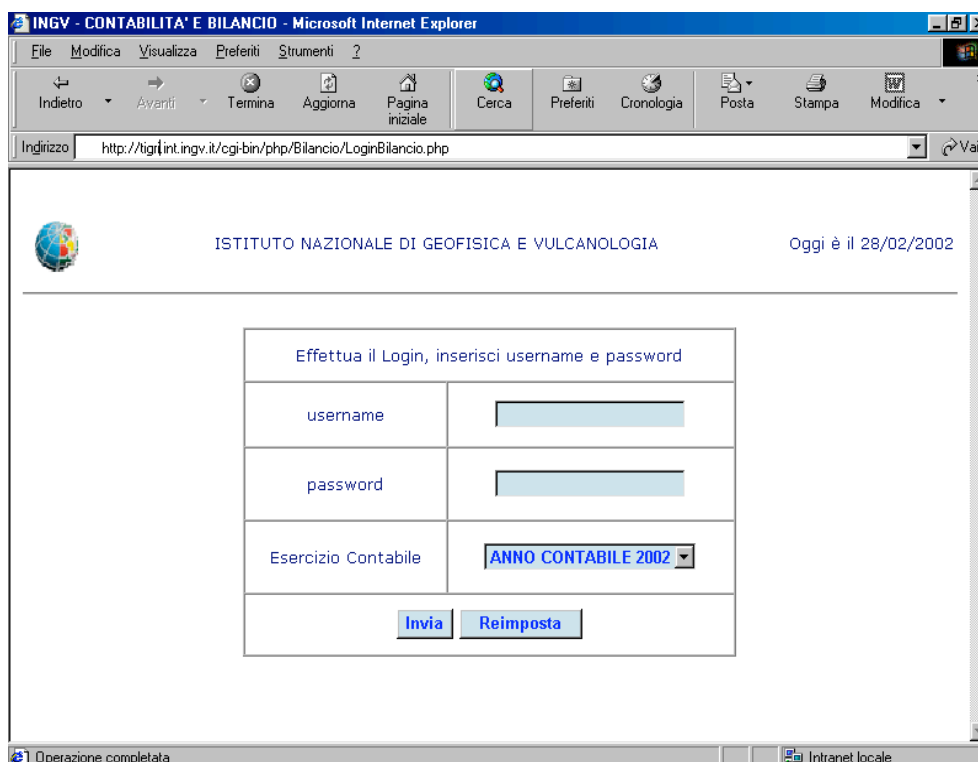 INGV - CONTABILITA' E BILANCIO - Microsoft Internet Explorer
File Modifica Visualizza Preferiti Strumenti ?
Indietro Avanti Termina Aggiorna Pagina iniziale Cerca Preferiti Cronologia Posta Stampa Modifica
Indirizzo http://tigri.int.ingv.it/cgi-bin/php/Bilancio/LoginBilancio.php Vai
ISTITUTO NAZIONALE DI GEOFISICA E VULCANOLOGIA Oggi è il 28/02/2002
Effettua il Login, inserisci username e password
username
password
Esercizio Contabile ANNO CONTABILE 2002
Invia Reimposta
Operazione completata Intranet locale